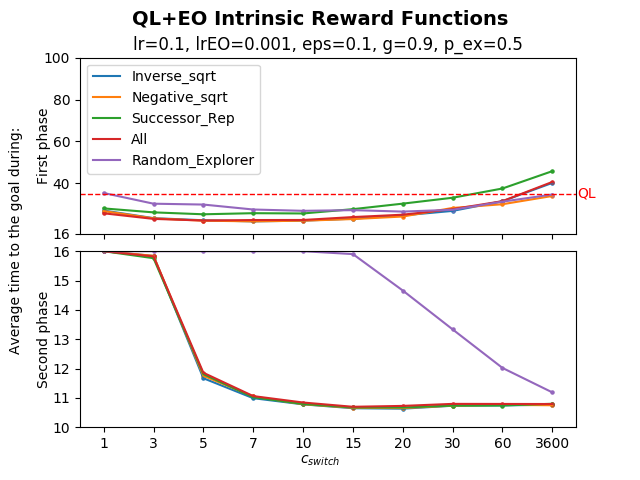 QL+EO Intrinsic Reward Functions
lr=0.1, lrEO=0.001, eps=0.1, g=0.9, p_ex=0.5
Average time to the goal during:
First phase
100
80
60
40
16
Inverse_sqrt
Negative_sqrt
Successor_Rep
All
Random_Explorer
QL
Second phase
16
15
14
13
12
11
10
1 3 5 7 10 15 20 30 60 3600
c_switch